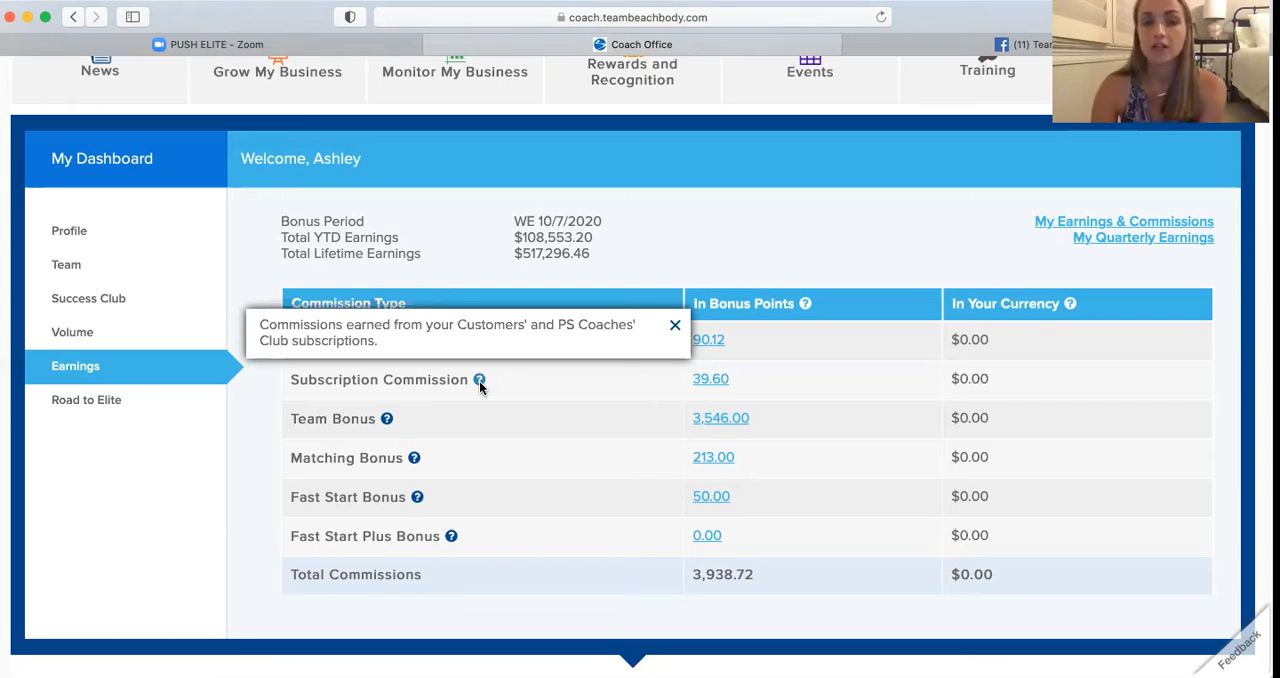 coach.teambeachbody.com
PUSH ELITE - Zoom
Coach Office
(11) Tear
News
Grow My Business
Monitor My Business
Rewards and
Recognition
Events
Training
My Dashboard
Welcome, Ashley
Profile
Team
Success Club
Volume
Earnings
Road to Elite
Bonus Period WE 10/7/2020
Total YTD Earnings $108,553.20
Total Lifetime Earnings $517,296.46
My Earnings & Commissions
My Quarterly Earnings
Commission Type In Bonus Points ? In Your Currency ?
Commissions earned from your Customers' and PS Coaches'
Club subscriptions.
90.12 $0.00
Subscription Commission ? 39.60 $0.00
Team Bonus ? 3,546.00 $0.00
Matching Bonus ? 213.00 $0.00
Fast Start Bonus ? 50.00 $0.00
Fast Start Plus Bonus ? 0.00 $0.00
Total Commissions 3,938.72 $0.00
Feedback